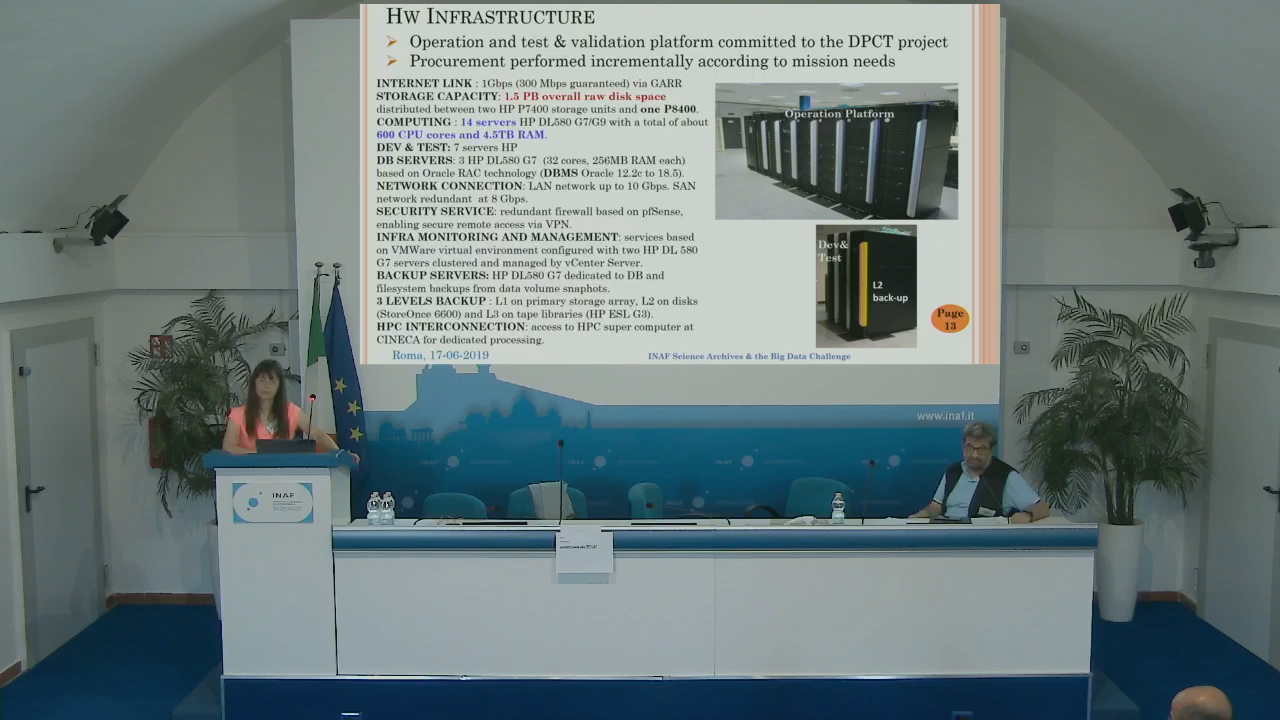 HW INFRASTRUCTURE
Operation and test & validation platform committed to the DPCT project
Procurement performed incrementally according to mission needs
INTERNET LINK : 1Gbps (300 Mbps guaranteed) via GARR
STORAGE CAPACITY: 1.5 PB overall raw disk space
distributed between two HP P7400 storage units and one P8400.
COMPUTING : 14 servers HP DL580 G7/G9 with a total of about
600 CPU cores and 4.5TB RAM.
DEV & TEST: 7 servers HP
DB SERVERS: 3 HP DL580 G7 (32 cores, 256MB RAM each)
based on Oracle RAC technology (DBMS Oracle 12.2c to 18.5).
NETWORK CONNECTION: LAN network up to 10 Gbps. SAN
network redundant at 8 Gbps.
SECURITY SERVICE: redundant firewall based on pfSense,
enabling secure remote access via VPN.
INFRA MONITORING AND MANAGEMENT: services based
on VMWare virtual environment configured with two HP DL 580
G7 servers clustered and managed by vCenter Server.
BACKUP SERVERS: HP DL580 G7 dedicated to DB and
filesystem backups from data volume snaphots.
3 LEVELS BACKUP : L1 on primary storage array, L2 on disks
(StoreOnce 6600) and L3 on tape libraries (HP ESL G3).
HPC INTERCONNECTION: access to HPC super computer at
CINECA for dedicated processing.
Operation Platform
Dev&
Test
L2
back-up
Page
13
Roma, 17-06-2019
INAF Science Archives & the Big Data Challenge
www.inaf.it
INAF
INAF
INAF
INAF
INAF